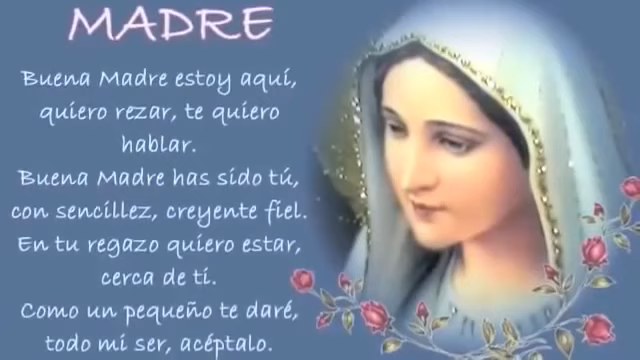 MADRE
Buena Madre estoy aquí,
quiero rezar, te quiero
hablar.
Buena Madre has sido tú,
con sencillez, creyente fiel.
En tu regazo quiero estar,
cerca de ti.
Como un pequeño te daré,
todo mi ser, acéptalo.